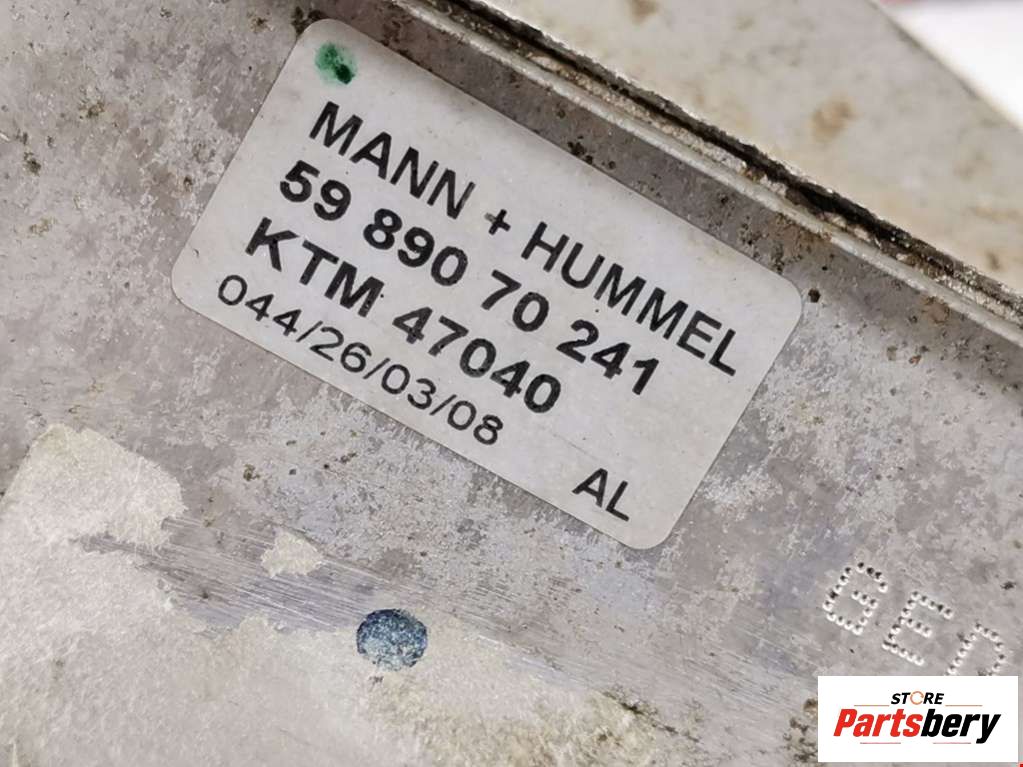 MANN + HUMMEL
59 890 70 241
KTM 47040
044/26/03/08
AL
STORE
Partsbery